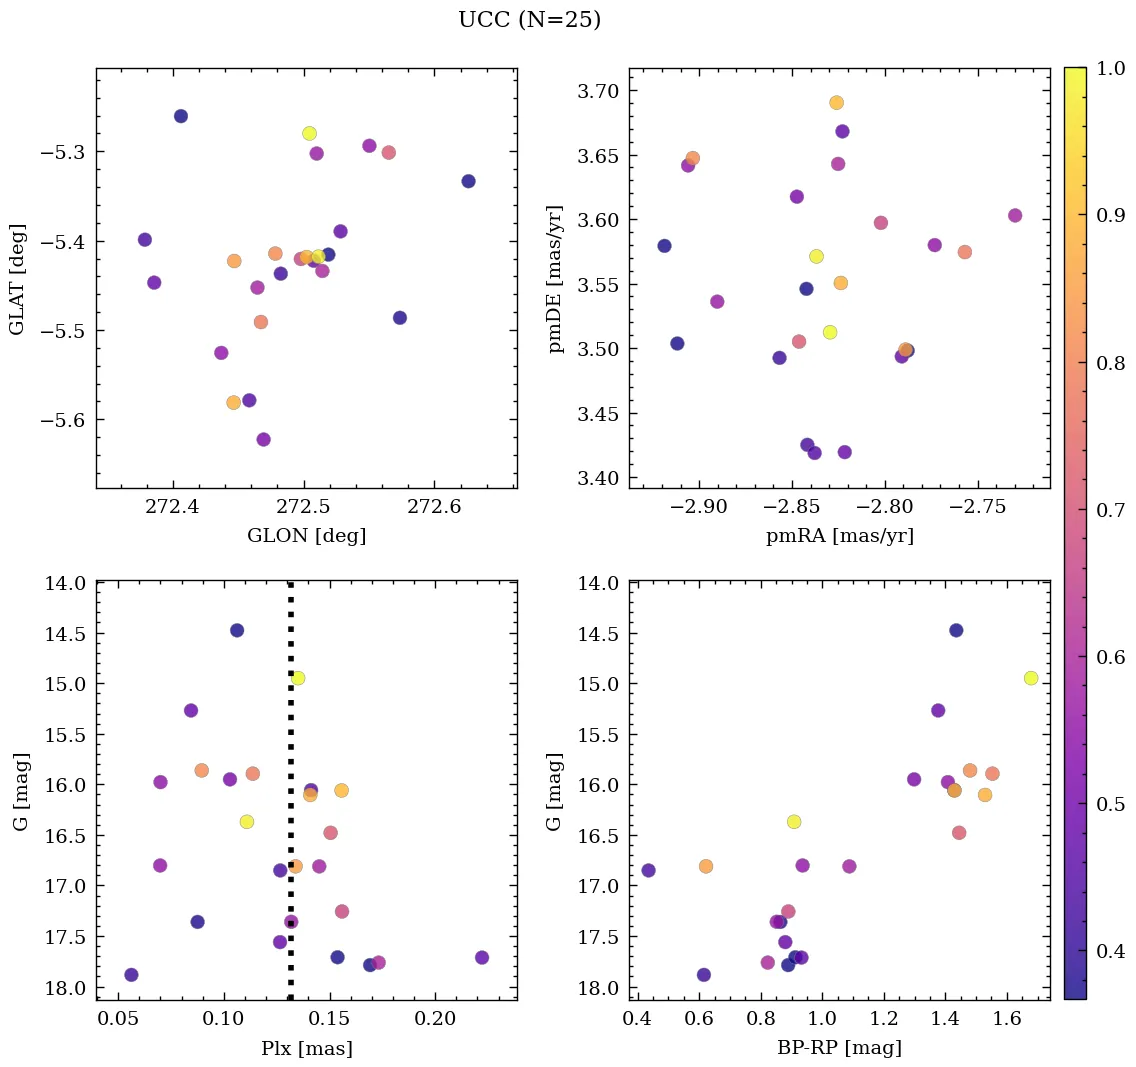 UCC (N=25)
−5.3
−5.4
−5.5
−5.6
GLAT [deg]
272.4 272.5 272.6
GLON [deg]
3.70
3.65
3.60
3.55
3.50
3.45
3.40
pmDE [mas/yr]
−2.90 −2.85 −2.80 −2.75
pmRA [mas/yr]
14.0
14.5
15.0
15.5
16.0
16.5
17.0
17.5
18.0
G [mag]
0.05 0.10 0.15 0.20
Plx [mas]
14.0
14.5
15.0
15.5
16.0
16.5
17.0
17.5
18.0
G [mag]
0.4 0.6 0.8 1.0 1.2 1.4 1.6
BP-RP [mag]
1.0
0.9
0.8
0.7
0.6
0.5
0.4